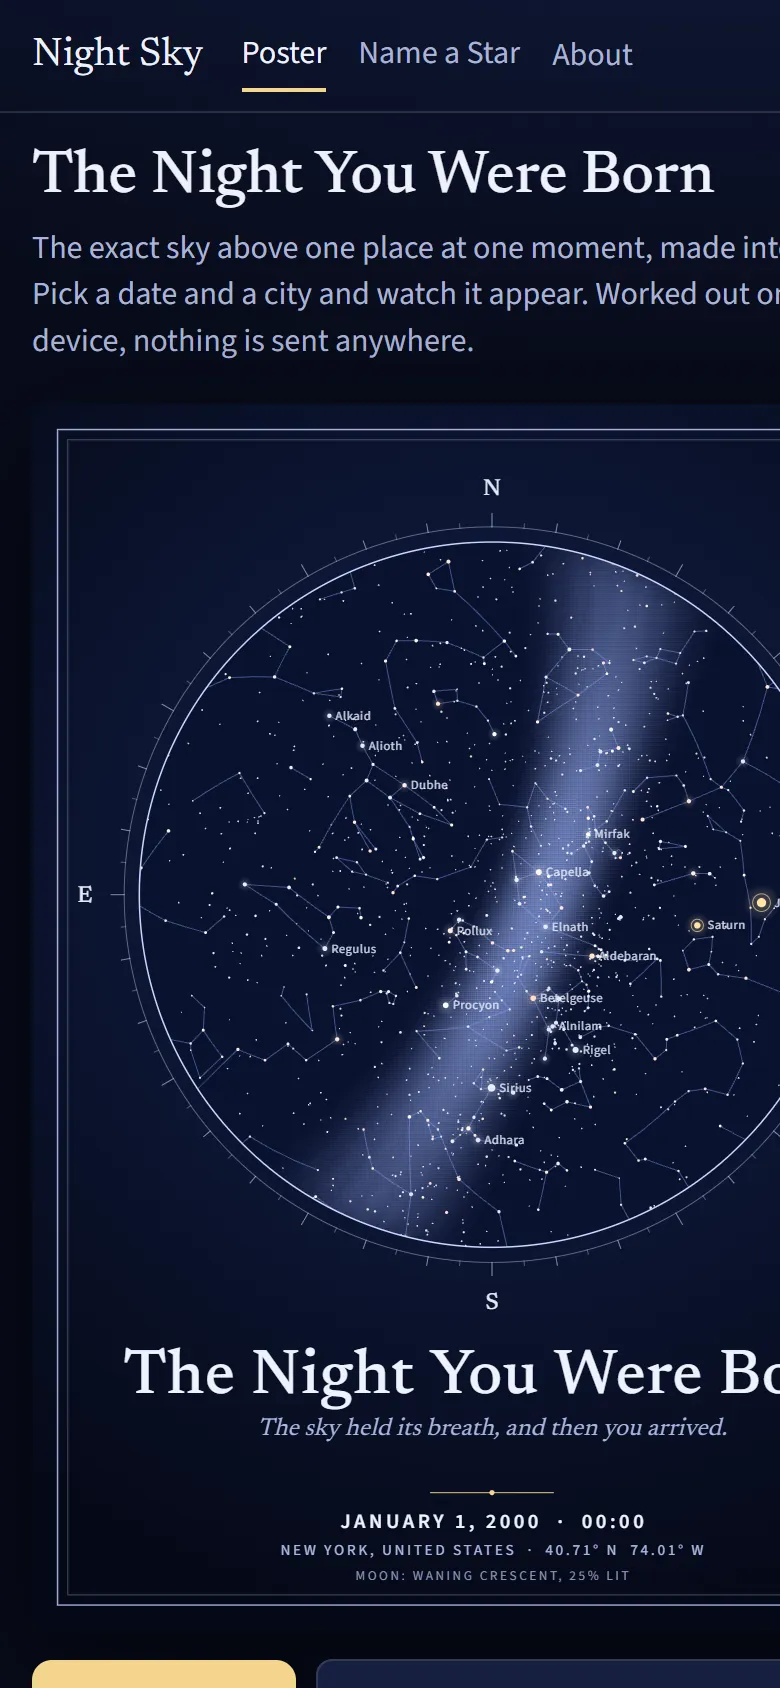 Night Sky Poster Name a Star About
The Night You Were Born
The exact sky above one place at one moment, made
Pick a date and a city and watch it appear. Worked out
device, nothing is sent anywhere.
N
Alkaid
Alioth
Dubhe
Mirfak
Capella
E
Saturn
Pollux
Elnath
Regulus
Aldebaran
Betelgeuse
Procyon
Alnilam
Rigel
Sirius
Adhara
S
The Night You Were
The sky held its breath, and then you arrived.
JANUARY 1, 2000 · 00:00
NEW YORK, UNITED STATES · 40.71° N 74.01° W
MOON: WANING CRESCENT, 25% LIT